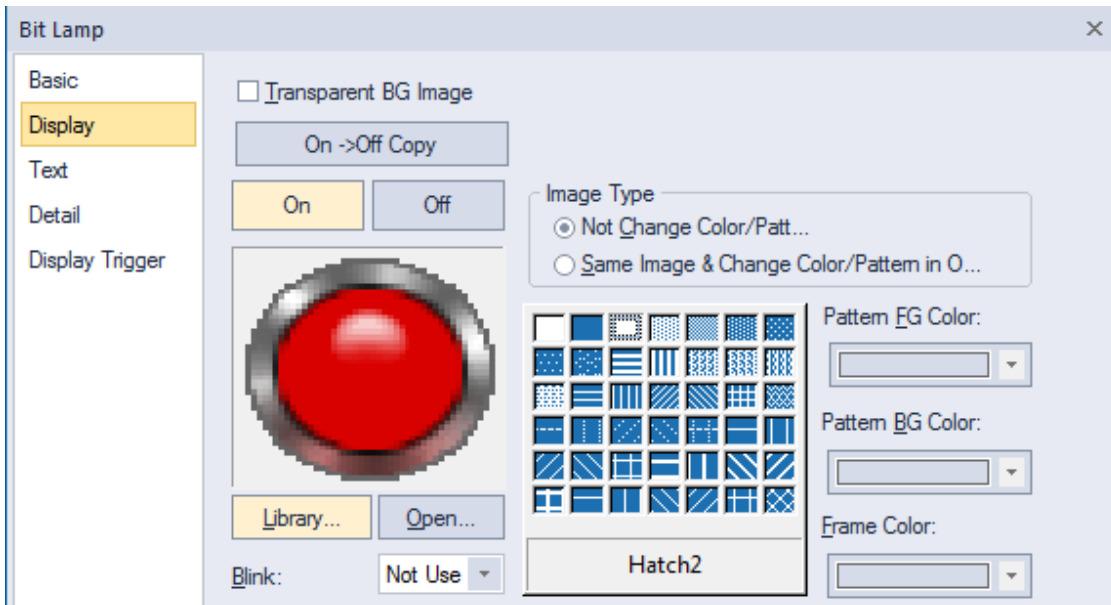 Bit Lamp
Basic
Display
Text
Detail
Display Trigger
Transparent BG Image
On ->Off Copy
On
Off
Library...
Open...
Blink:
Not Use
Image Type
Not Change Color/Patt...
Same Image & Change Color/Pattern in O...
Hatch2
Pattern FG Color:
Pattern BG Color:
Frame Color: